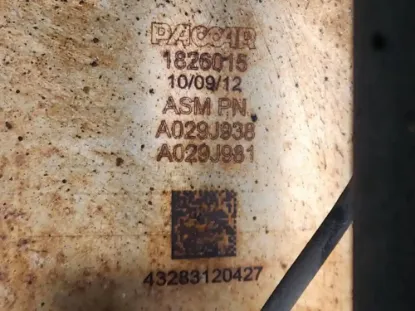 PACCAR
1826015
10/09/12
ASM PN.
A029J938
A029J981
43283120427